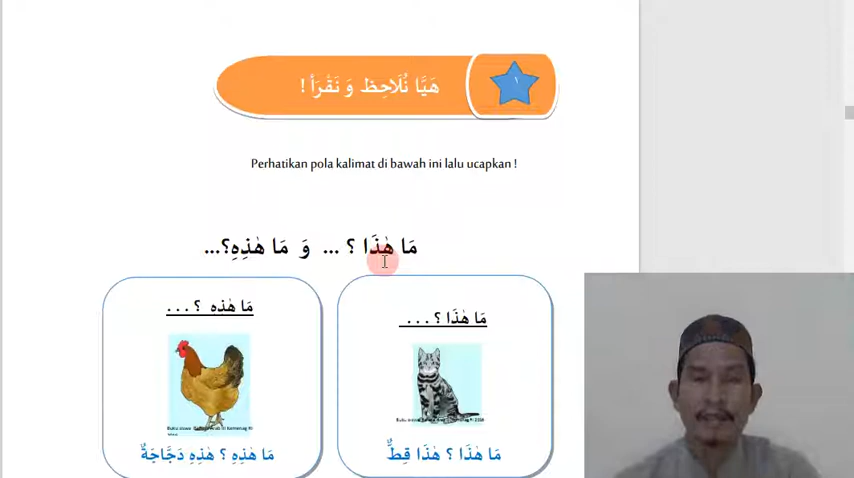 ١
هَيَّا نُلَاحِظ وَ نَقْرَأْ !
Perhatikan pola kalimat di bawah ini lalu ucapkan !
مَا هٰذَا ؟ ... وَ مَا هٰذِهِ؟...
مَا هٰذَا ؟ . . .
مَا هٰذَا ؟ هٰذَا قِطٌّ
مَا هٰذه ؟ . . .
مَا هٰذِهِ ؟ هٰذِهِ دَجَّاجَةٌ